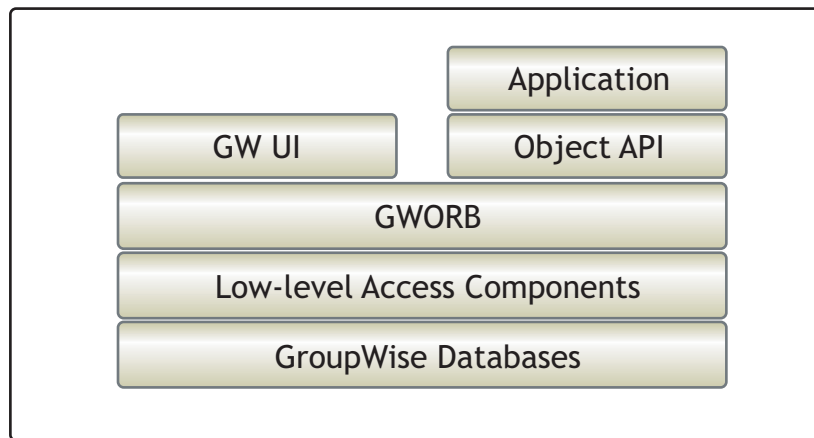 Application
GW UI
Object API
GWORB
Low-level Access Components
GroupWise Databases